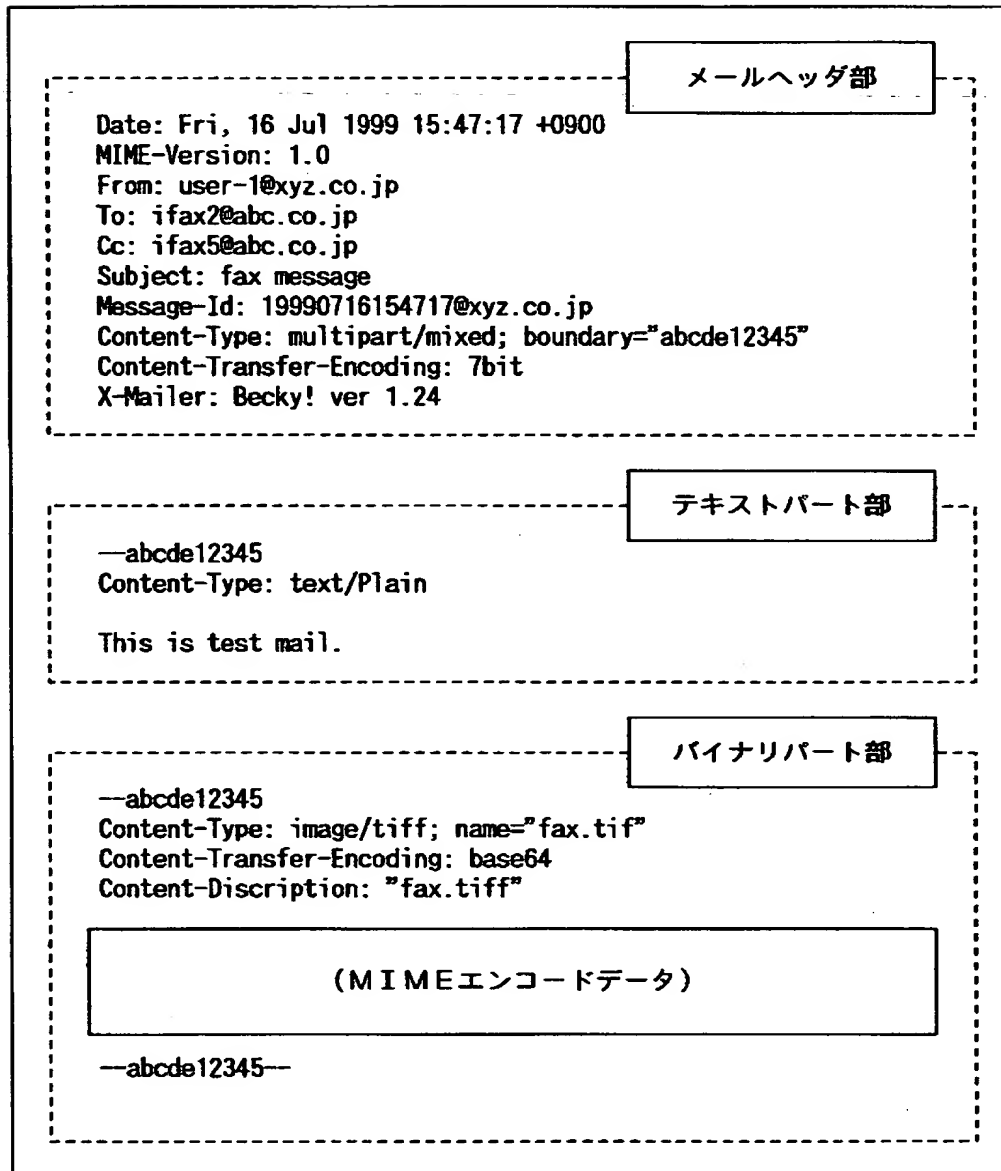 メールヘッダ部
Date: Fri, 16 Jul 1999 15:47:17 +0900
MIME-Version: 1.0
From: user-1@xyz.co.jp
To: ifax2@abc.co.jp
Cc: ifax5@abc.co.jp
Subject: fax message
Message-Id: 19990716154717@xyz.co.jp
Content-Type: multipart/mixed; boundary=”abcde12345”
Content-Transfer-Encoding: 7bit
X-Mailer: Becky! ver 1.24
テキストパート部
--abcde12345
Content-Type: text/Plain
This is test mail.
バイナリパート部
--abcde12345
Content-Type: image/tiff; name=”fax.tif”
Content-Transfer-Encoding: base64
Content-Discription: ”fax.tiff”
(MIMEエンコードデータ)
--abcde12345--